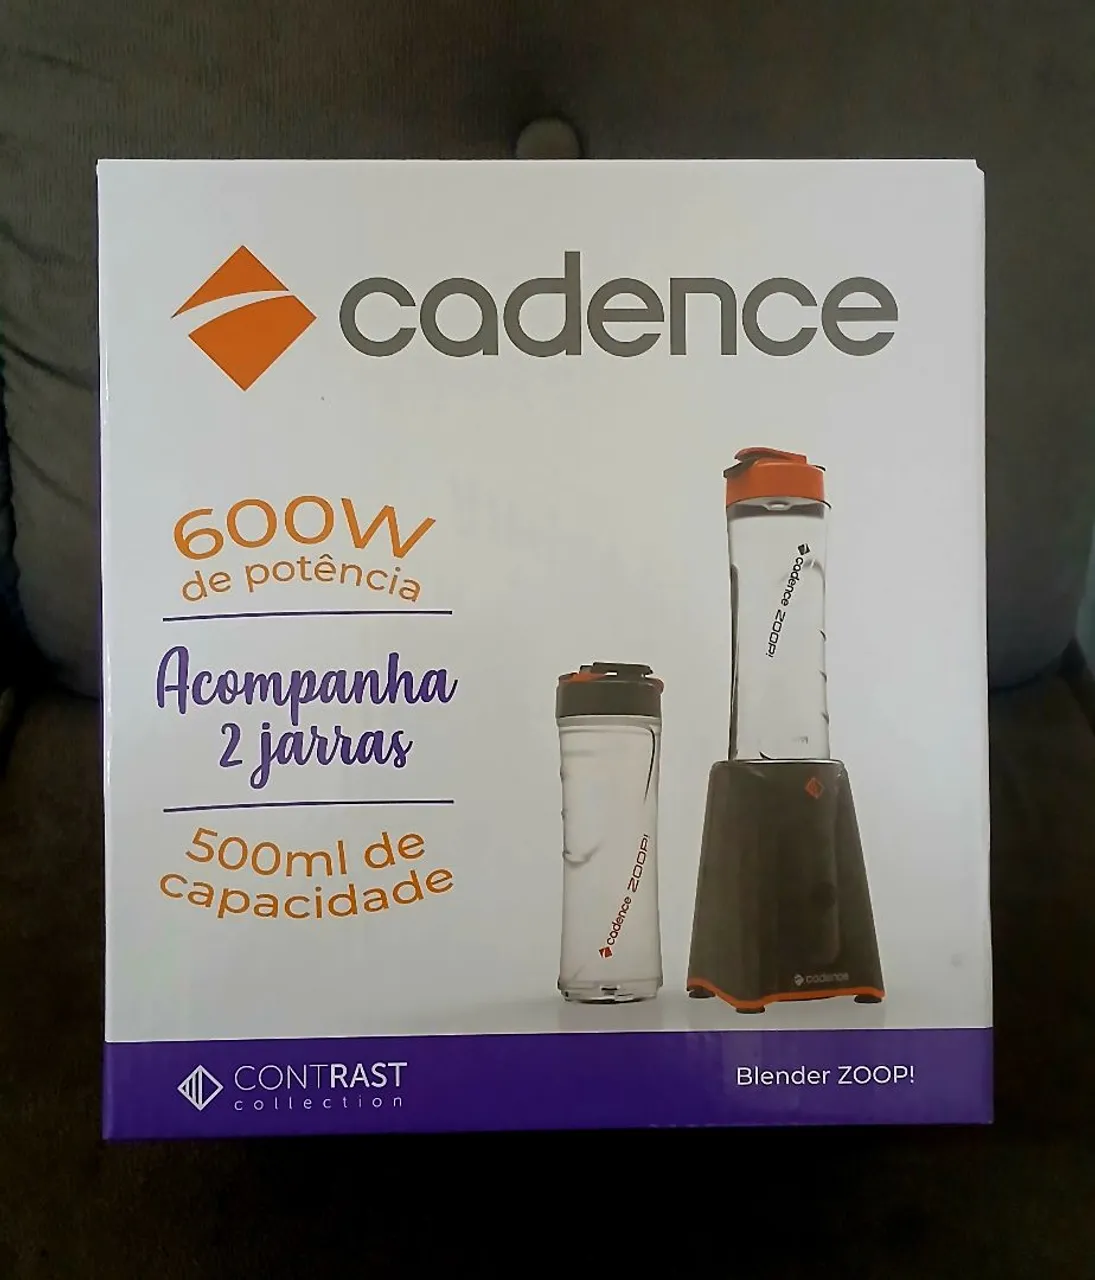 cadence
600W
de potência
Acompanha
2 jarras
500ml de
capacidade
cadence ZOOP!
cadence ZOOP!
cadence
CONTRAST
collection
Blender ZOOP!